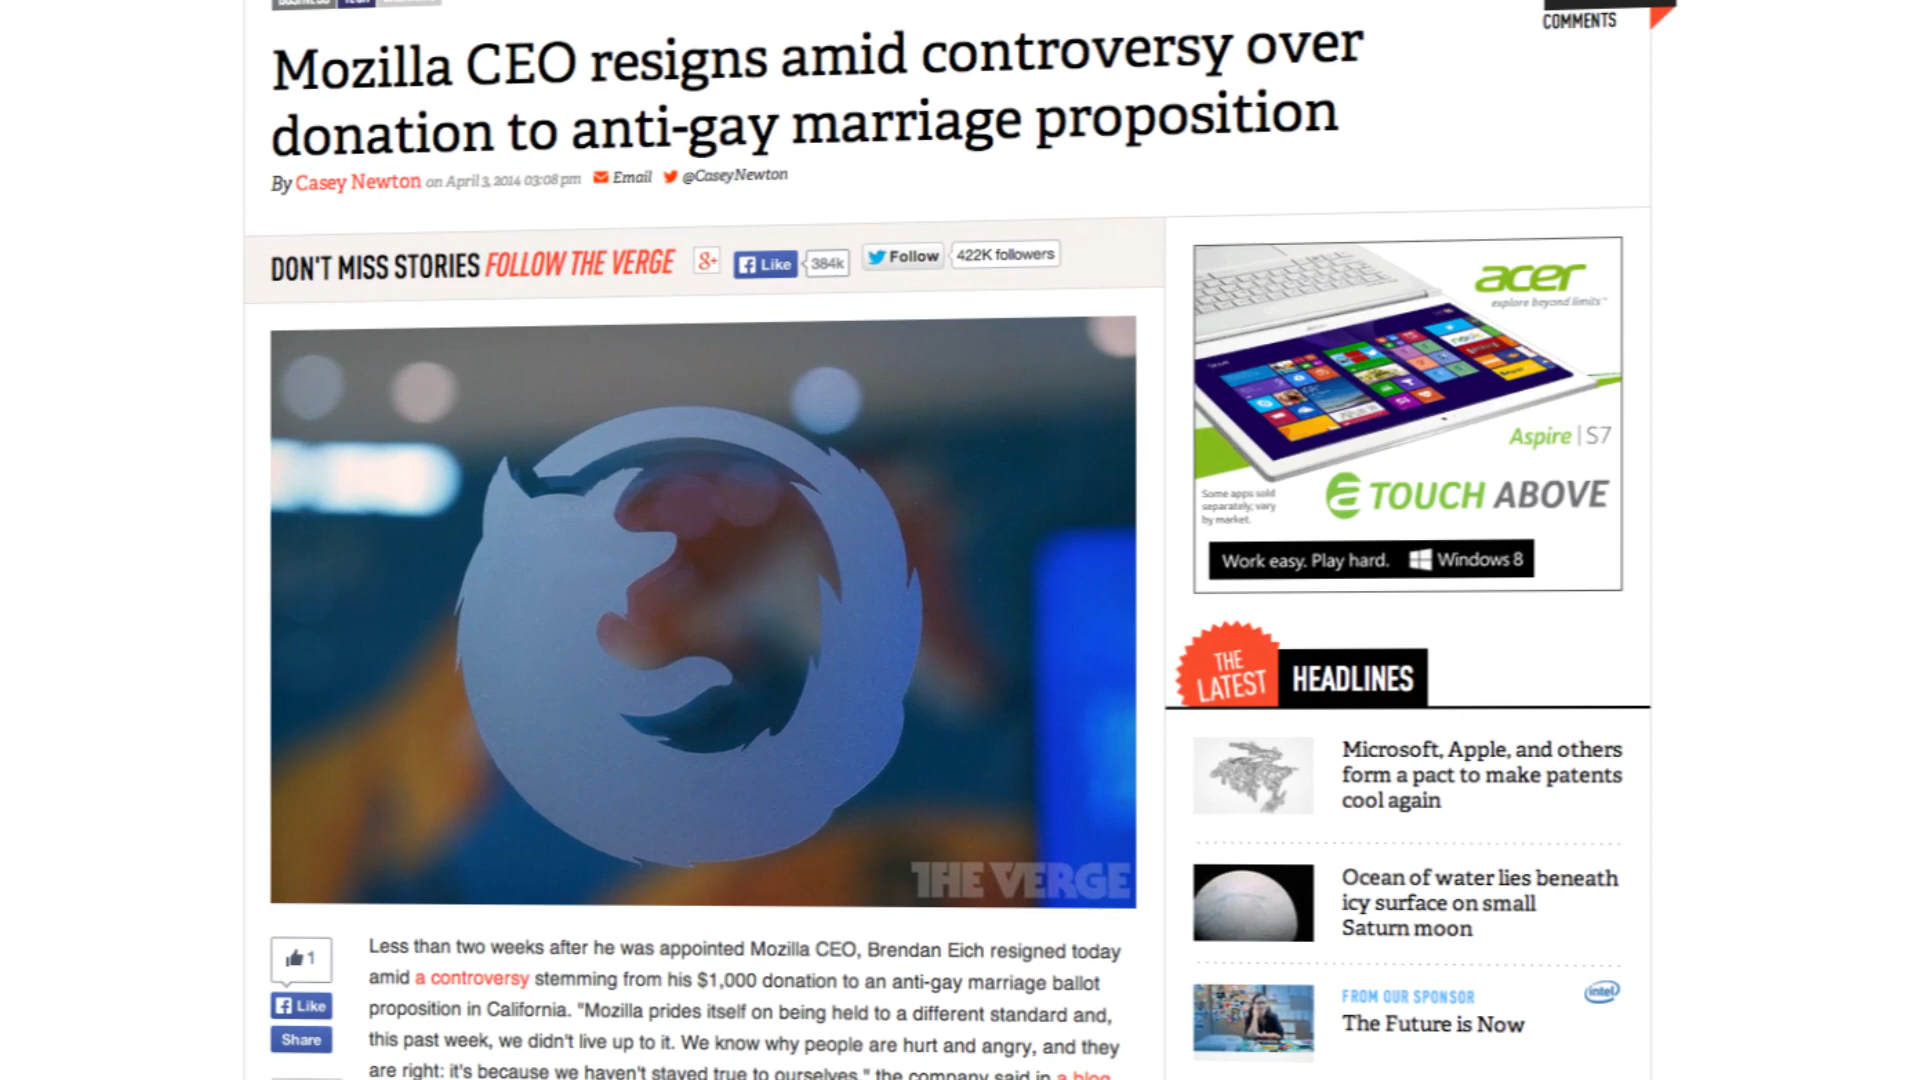 COMMENTS
Mozilla CEO resigns amid controversy over
donation to anti-gay marriage proposition
By Casey Newton on April 3, 2014 03:08 pm Email @CaseyNewton
DON'T MISS STORIES FOLLOW THE VERGE 8+ Like 384k Follow 422K followers
THE VERGE
1
Like
Share
Less than two weeks after he was appointed Mozilla CEO, Brendan Eich resigned today
amid a controversy stemming from his $1,000 donation to an anti-gay marriage ballot
proposition in California. "Mozilla prides itself on being held to a different standard and,
this past week, we didn't live up to it. We know why people are hurt and angry, and they
are right: it's because we haven't stayed true to ourselves," the company said in a blog
acer
explore beyond limits™
Aspire | S7
Some apps sold
separately; vary
by market.
TOUCH ABOVE
Work easy. Play hard. Windows 8
THE
LATEST
HEADLINES
Microsoft, Apple, and others
form a pact to make patents
cool again
Ocean of water lies beneath
icy surface on small
Saturn moon
FROM OUR SPONSOR
intel
The Future is Now